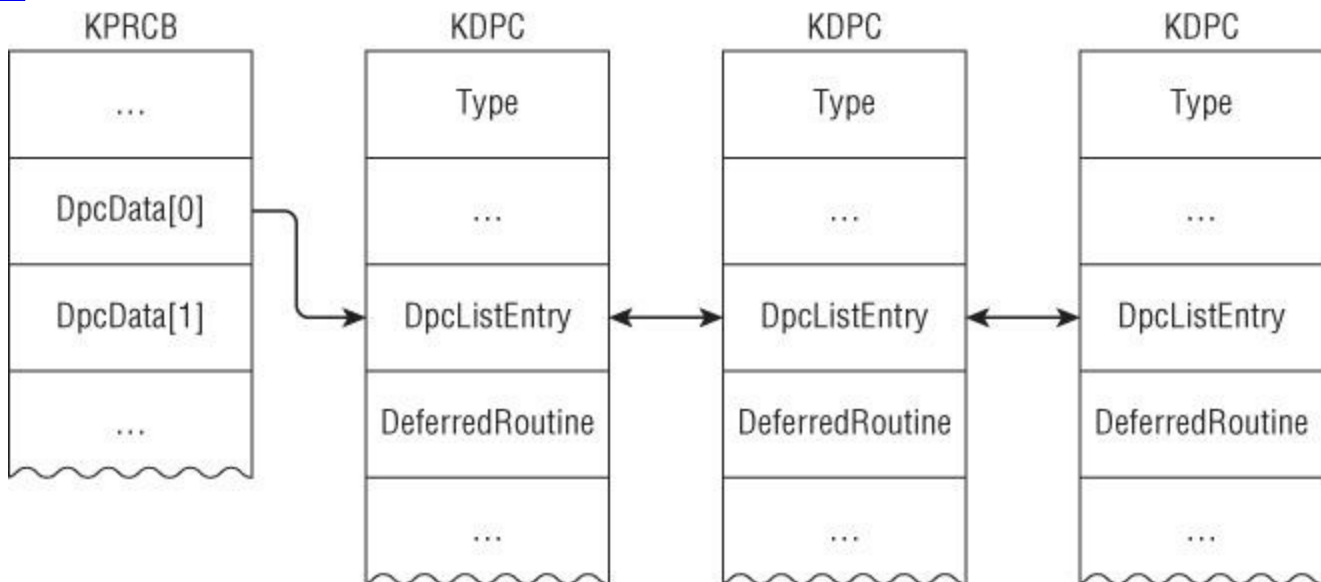 KPRCB
...
DpcData[0]
DpcData[1]
...
KDPC
Type
...
DpcListEntry
DeferredRoutine
...
KDPC
Type
...
DpcListEntry
DeferredRoutine
...
KDPC
Type
...
DpcListEntry
DeferredRoutine
...